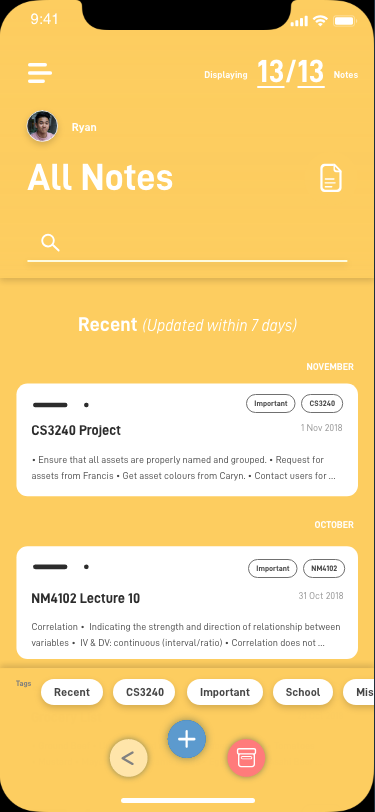 9:41
Displaying 13/13 Notes
Ryan
All Notes
Recent (Updated within 7 days)
NOVEMBER
Important CS3240
CS3240 Project
1 Nov 2018
• Ensure that all assets are properly named and grouped. • Request for
assets from Francis • Get asset colours from Caryn. • Contact users for ...
OCTOBER
Important NM4102
NM4102 Lecture 10
31 Oct 2018
Correlation • Indicating the strength and direction of relationship between
variables • IV & DV: continuous (interval/ratio) • Correlation does not ...
Tags Recent CS3240 Important School Mis
<